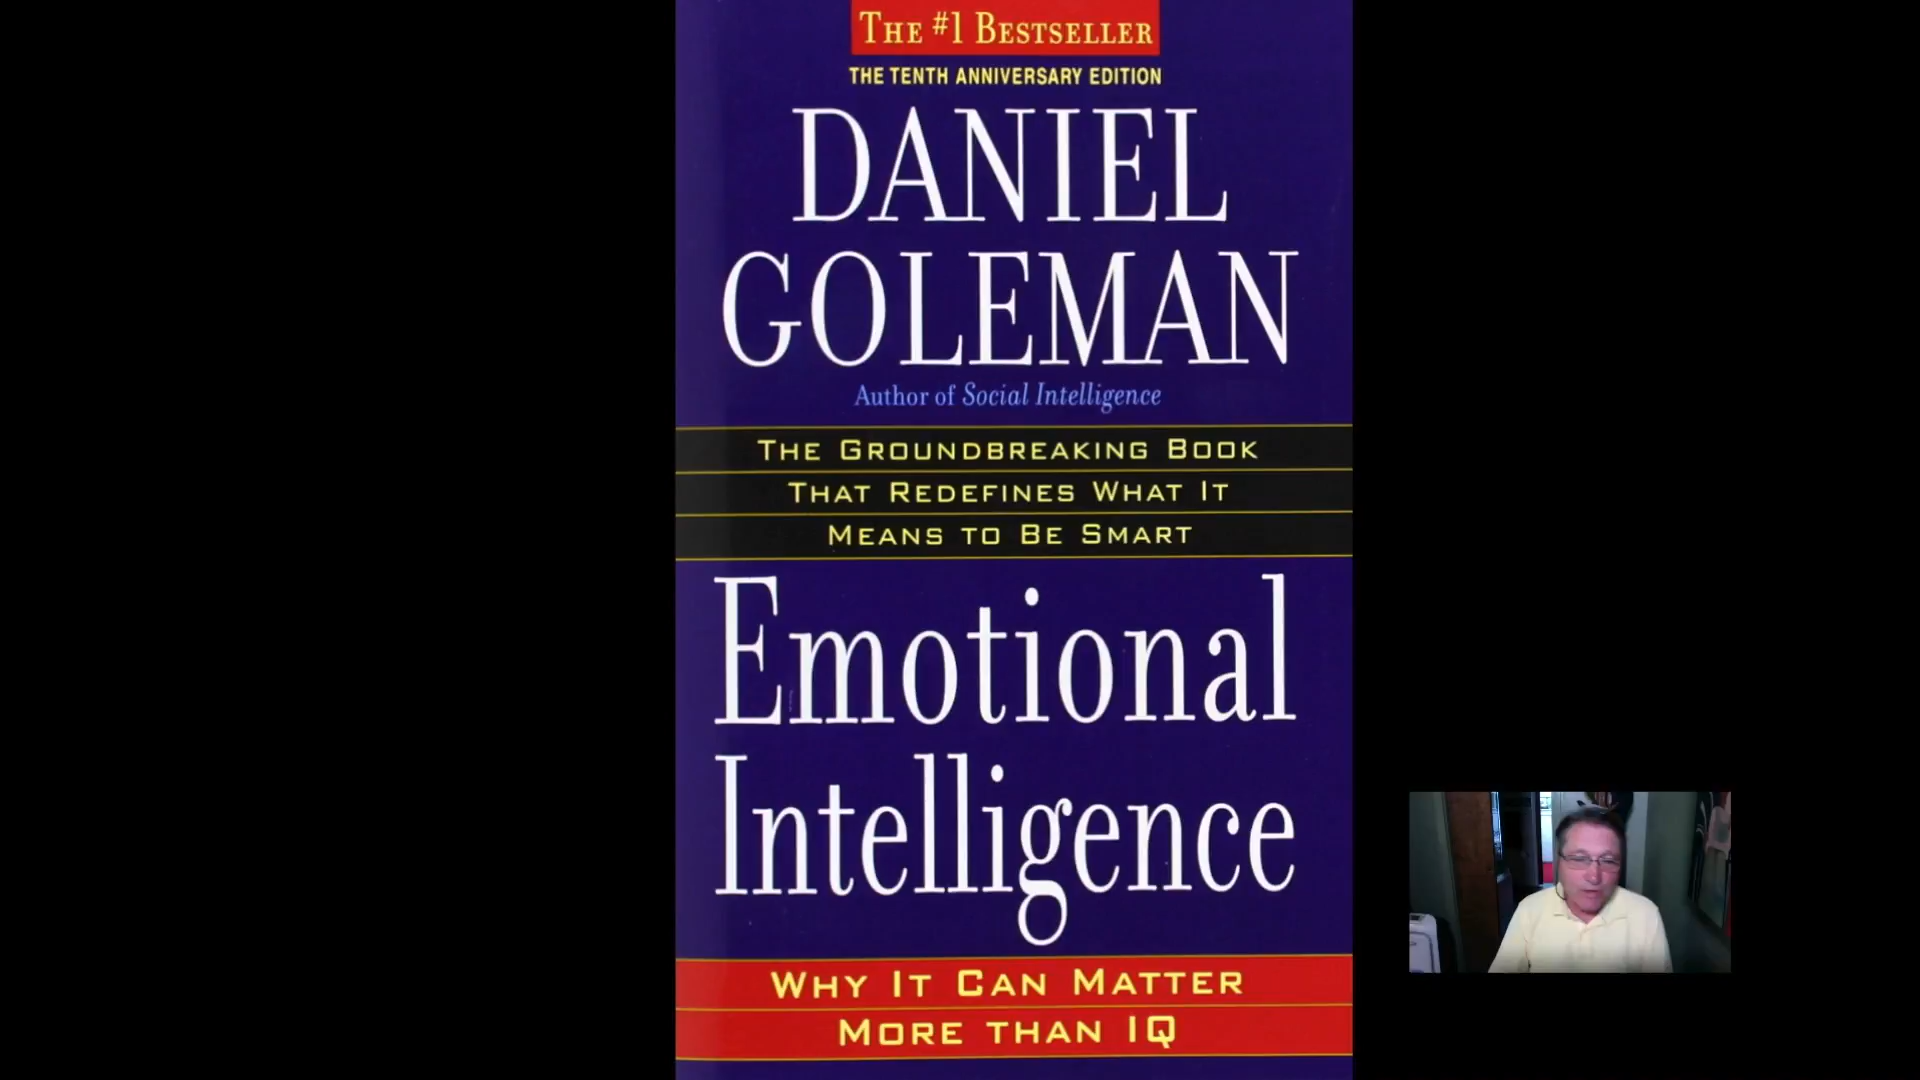 THE #1 BESTSELLER
THE TENTH ANNIVERSARY EDITION
DANIEL
GOLEMAN
Author of Social Intelligence
THE GROUNDBREAKING BOOK
THAT REDEFINES WHAT IT
MEANS TO BE SMART
Emotional
Intelligence
WHY IT CAN MATTER
MORE THAN IQ